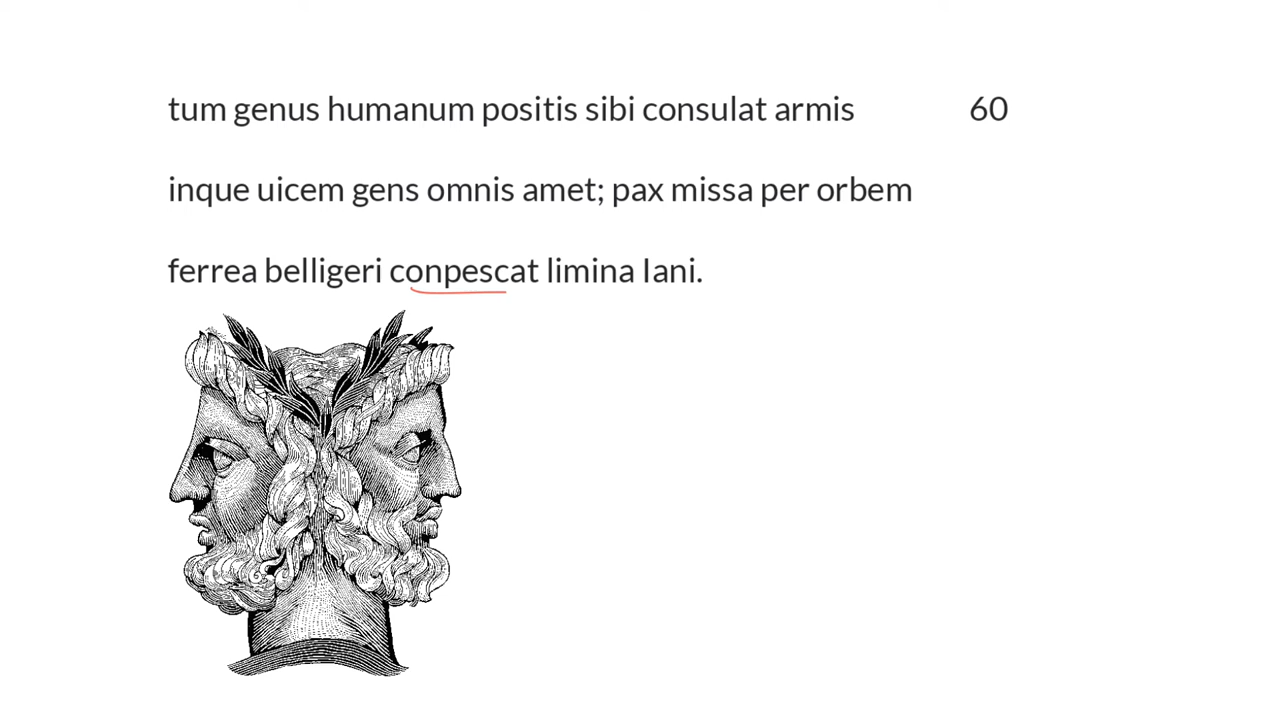 tum genus humanum positis sibi consulat armis 60
inque uicem gens omnis amet; pax missa per orbem
ferrea belligeri conpescat limina Iani.